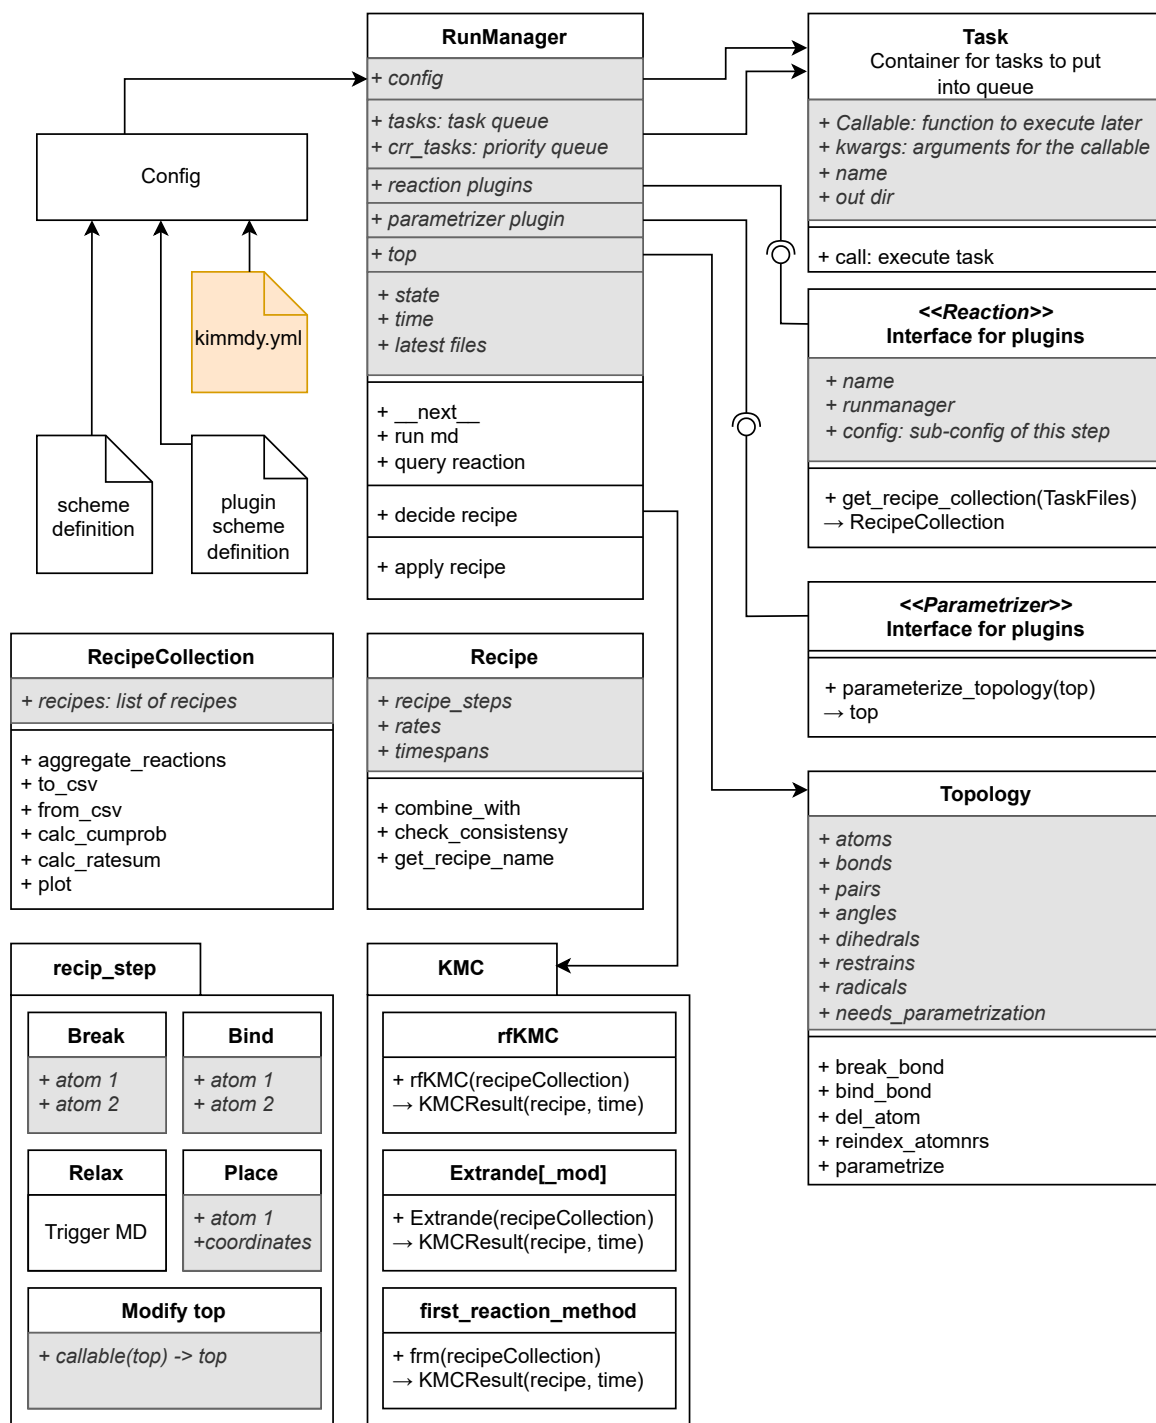 RunManager
+ config
+ tasks: task queue
+ crr_tasks: priority queue
+ reaction plugins
+ parametrizer plugin
+ top
+ state
+ time
+ latest files
+ __next__
+ run md
+ query reaction
+ decide recipe
+ apply recipe
Task
Container for tasks to put
into queue
+ Callable: function to execute later
+ kwargs: arguments for the callable
+ name
+ out dir
+ call: execute task
Config
kimmdy.yml
scheme
definition
plugin
scheme
definition
<<Reaction>>
Interface for plugins
+ name
+ runmanager
+ config: sub-config of this step
+ get_recipe_collection(TaskFiles)
→ RecipeCollection
<<Parametrizer>>
Interface for plugins
+ parameterize_topology(top)
→ top
RecipeCollection
+ recipes: list of recipes
+ aggregate_reactions
+ to_csv
+ from_csv
+ calc_cumprob
+ calc_ratesum
+ plot
Recipe
+ recipe_steps
+ rates
+ timespans
+ combine_with
+ check_consistensy
+ get_recipe_name
Topology
+ atoms
+ bonds
+ pairs
+ angles
+ dihedrals
+ restrains
+ radicals
+ needs_parametrization
+ break_bond
+ bind_bond
+ del_atom
+ reindex_atomnrs
+ parametrize
recip_step
Break
+ atom 1
+ atom 2
Bind
+ atom 1
+ atom 2
Relax
Trigger MD
Place
+ atom 1
+coordinates
Modify top
+ callable(top) -> top
KMC
rfKMC
+ rfKMC(recipeCollection)
→ KMCResult(recipe, time)
Extrande[_mod]
+ Extrande(recipeCollection)
→ KMCResult(recipe, time)
first_reaction_method
+ frm(recipeCollection)
→ KMCResult(recipe, time)